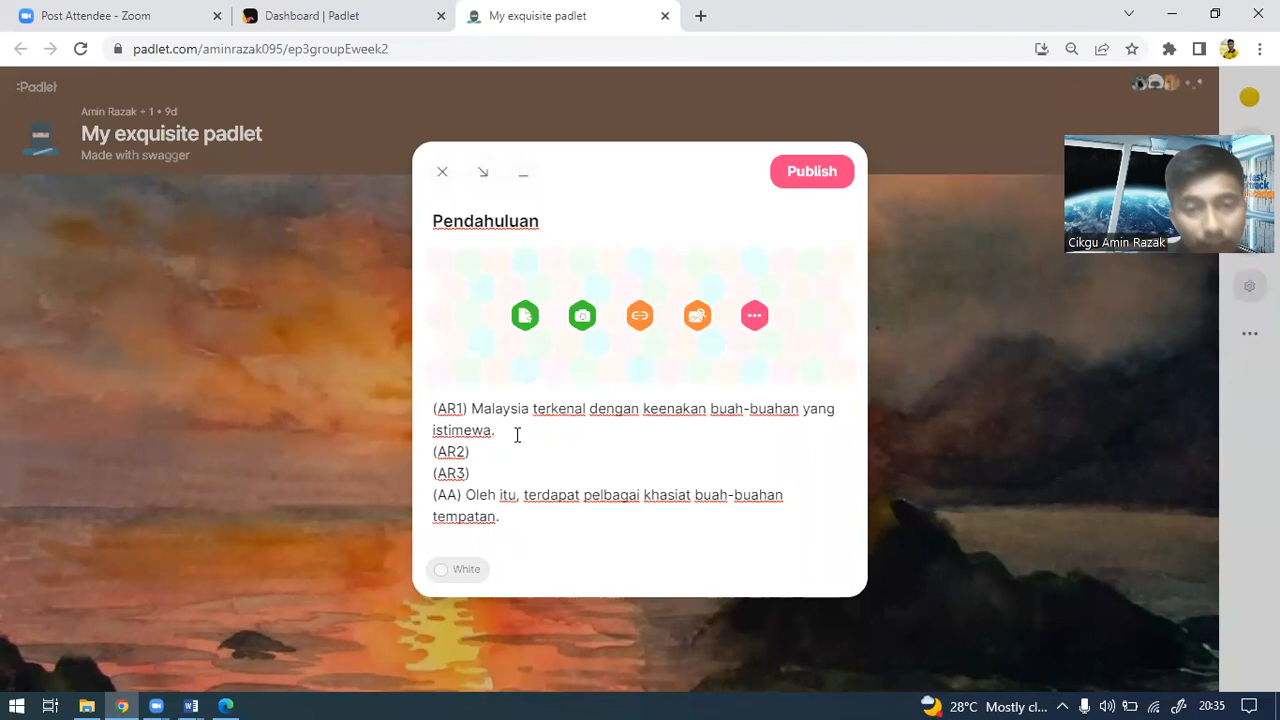 Post Attendee - Zoom
Dashboard | Padlet
My exquisite padlet
padlet.com/aminrazak095/ep3groupEweek2
:Padlet
Amin Razak + 1 • 9d
My exquisite padlet
Made with swagger
Publish
Cikgu Amin Razak
Pendahuluan
(AR1) Malaysia terkenal dengan keenakan buah-buahan yang
istimewa.
(AR2)
(AR3)
(AA) Oleh itu, terdapat pelbagai khasiat buah-buahan
tempatan.
White
28°C Mostly cl... 20:35